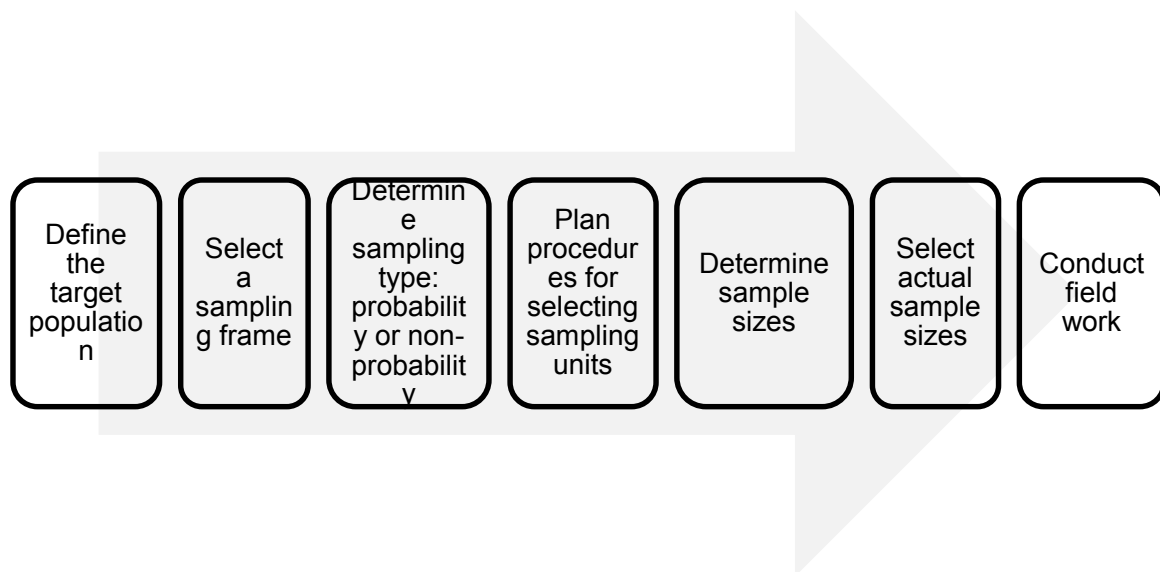 Define
the
target
populatio
n
Select
a
samplin
g frame
Determin
e
sampling
type:
probabilit
y or non-
probabilit
y
Plan
procedur
es for
selecting
sampling
units
Determine
sample
sizes
Select
actual
sample
sizes
Conduct
field
work